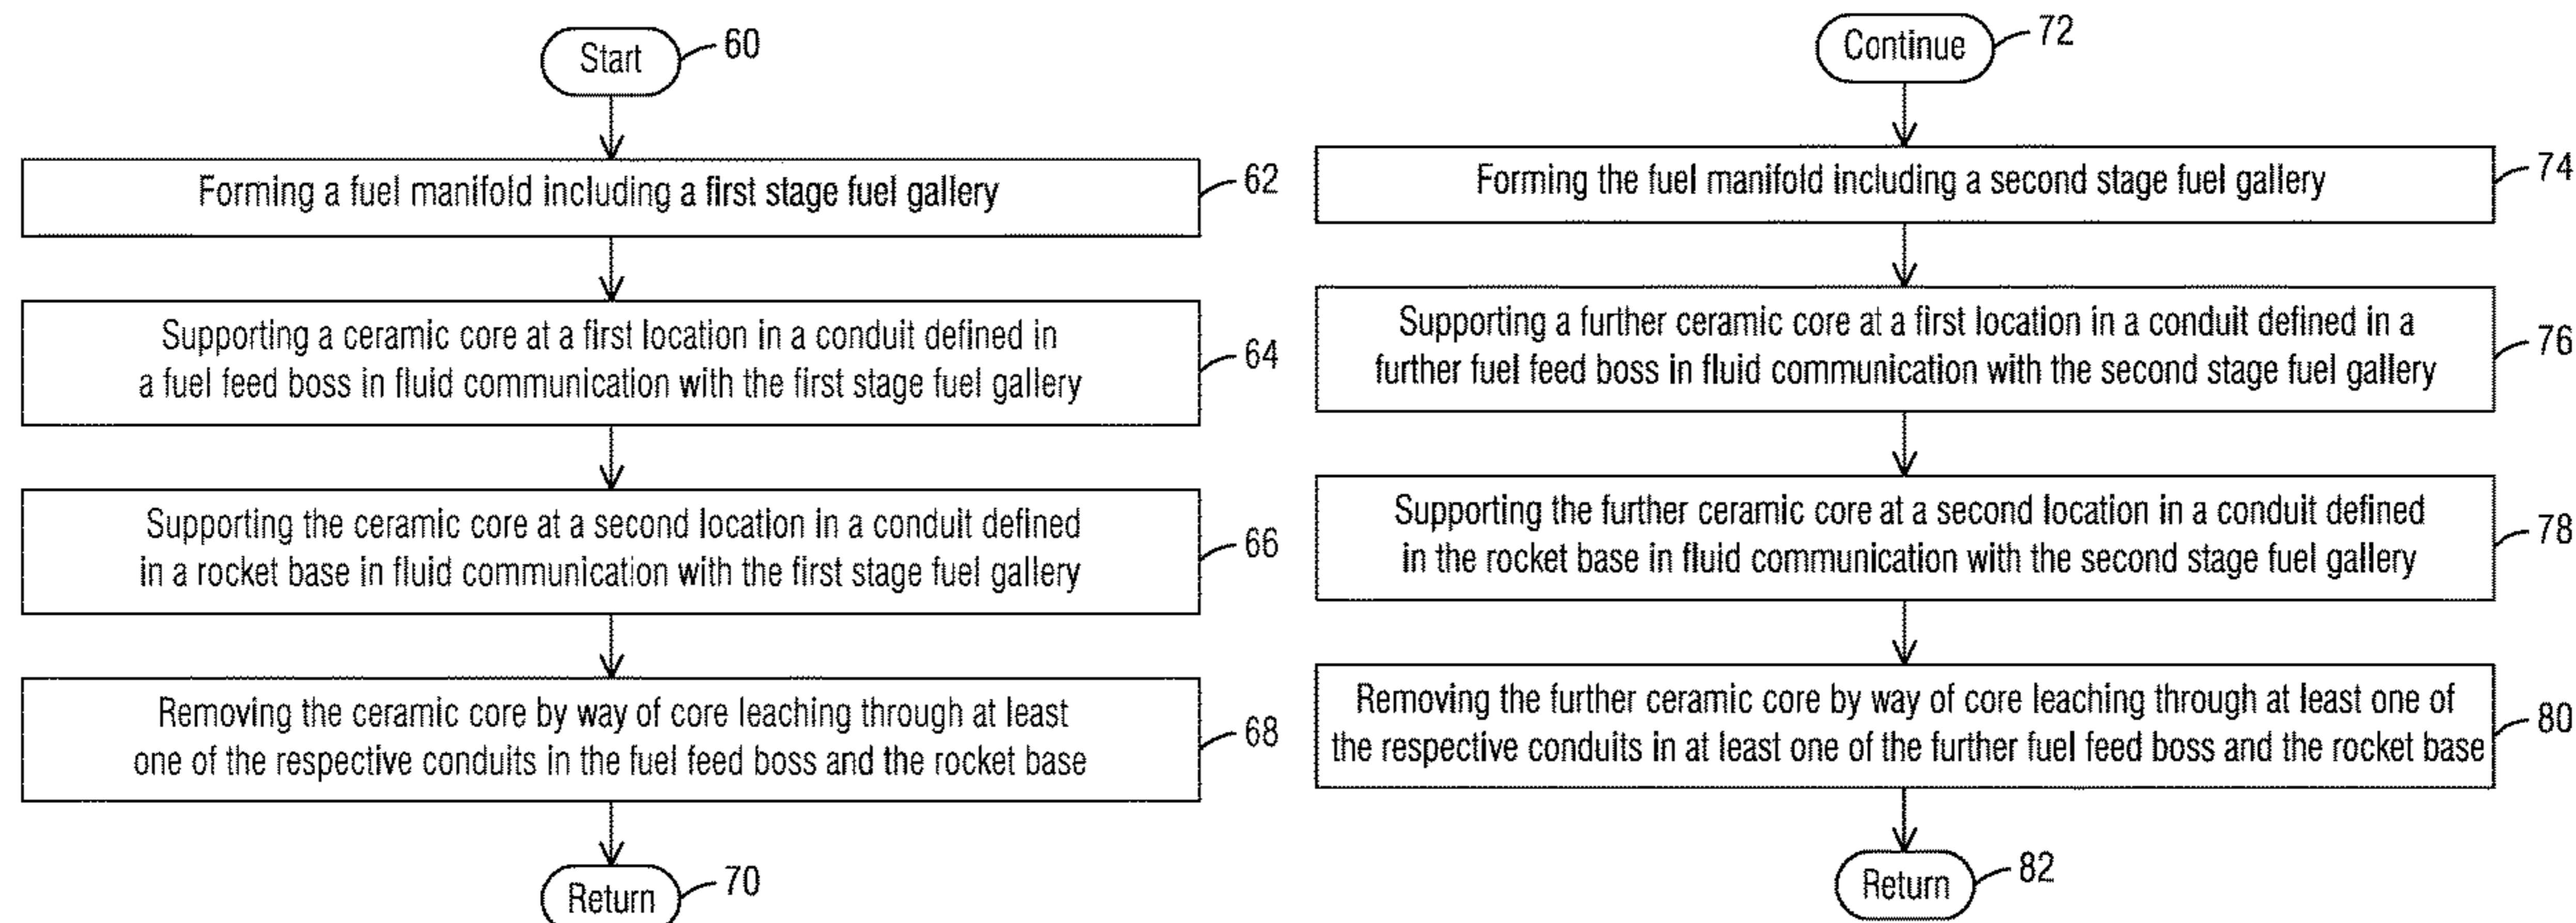 Start
60
Forming a fuel manifold including a first stage fuel gallery
62
Supporting a ceramic core at a first location in a conduit defined in
a fuel feed boss in fluid communication with the first stage fuel gallery
64
Supporting the ceramic core at a second location in a conduit defined
in a rocket base in fluid communication with the first stage fuel gallery
66
Removing the ceramic core by way of core leaching through at least
one of the respective conduits in the fuel feed boss and the rocket base
68
Return
70
Continue
72
Forming the fuel manifold including a second stage fuel gallery
74
Supporting a further ceramic core at a first location in a conduit defined in a
further fuel feed boss in fluid communication with the second stage fuel gallery
76
Supporting the further ceramic core at a second location in a conduit defined
in the rocket base in fluid communication with the second stage fuel gallery
78
Removing the further ceramic core by way of core leaching through at least one of
the respective conduits in at least one of the further fuel feed boss and the rocket base
80
Return
82